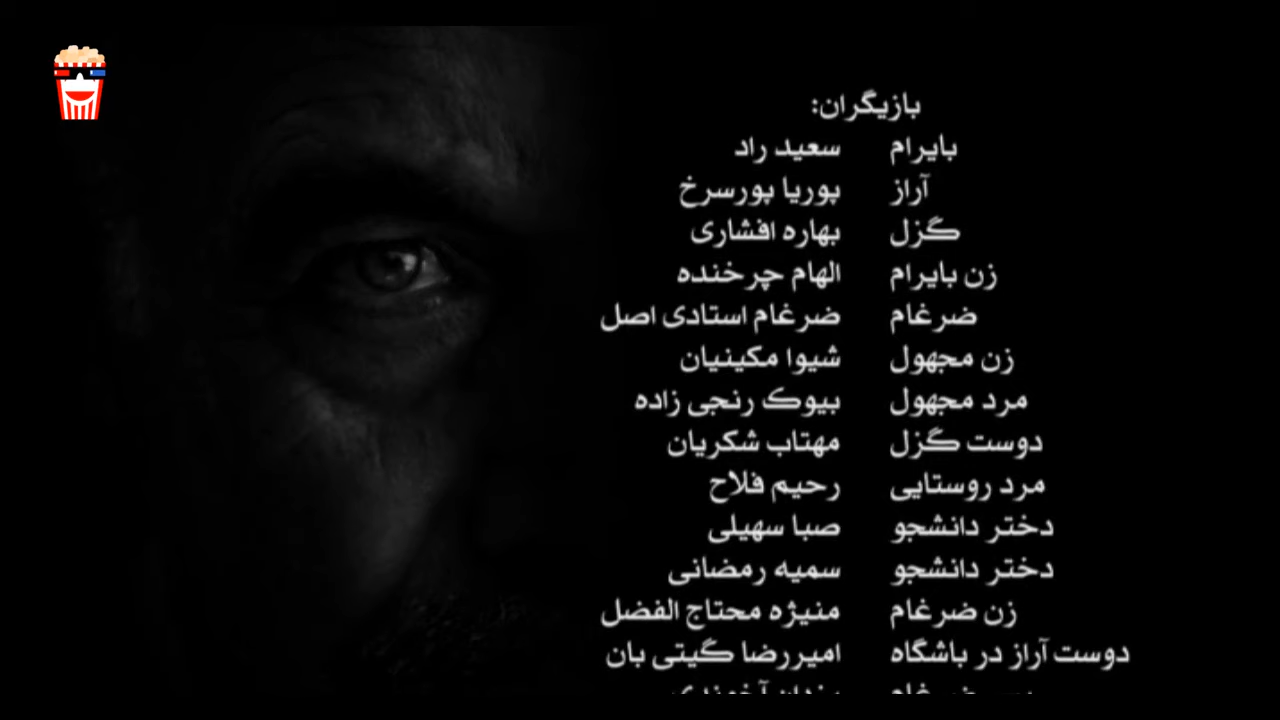 بازیگران:
بایرام سعید راد
آراز پوریا پورسرخ
گزل بهاره افشاری
زن بایرام الهام چرخنده
ضرغام ضرغام استادی اصل
زن مجهول شیوا مکینیان
مرد مجهول بیوک رنجی زاده
دوست گزل مهتاب شکریان
مرد روستایی رحیم فلاح
دختر دانشجو صبا سهیلی
دختر دانشجو سمیه رمضانی
زن ضرغام منیژه محتاج الفضل
دوست آراز در باشگاه امیررضا گیتی بان